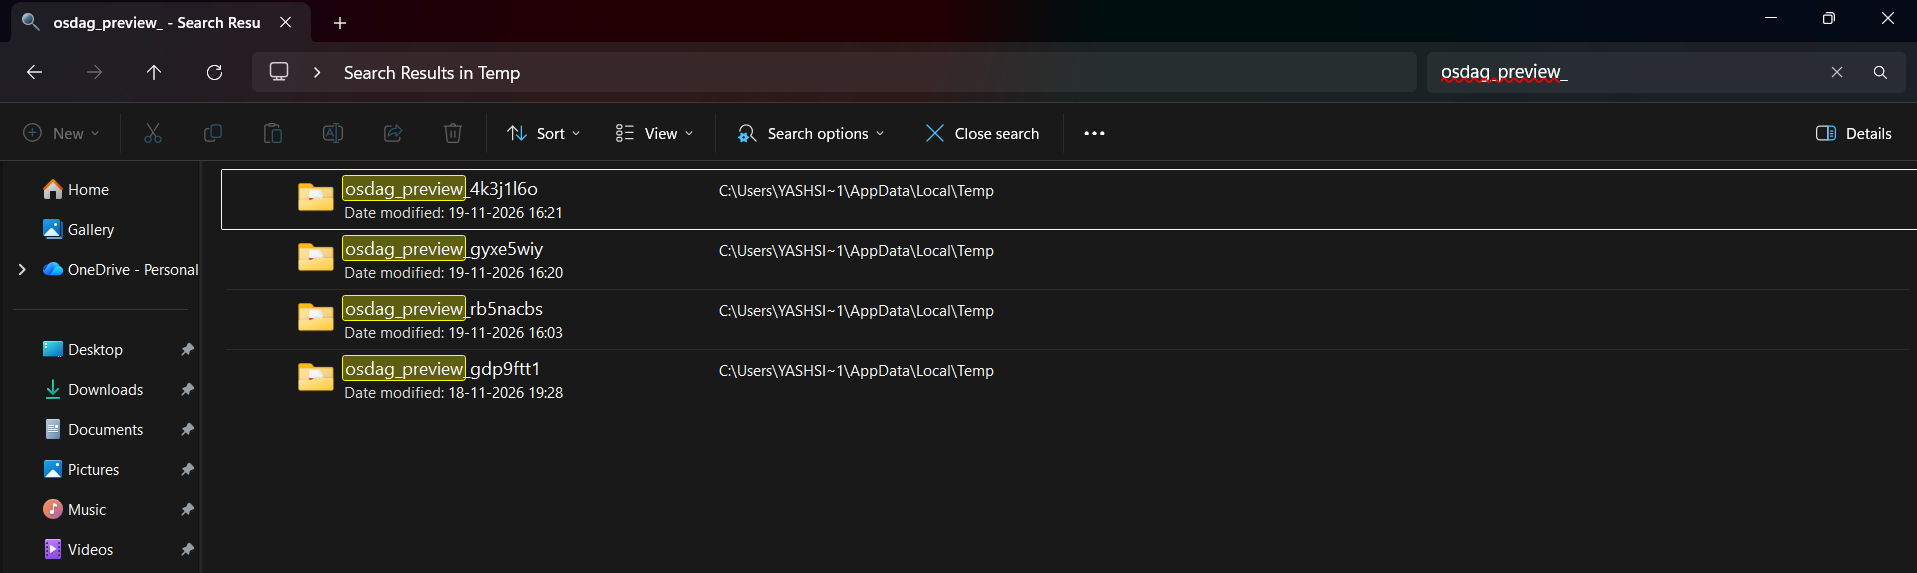 osdag_preview_ - Search Resu
Search Results in Temp
osdag_preview_
New
Sort
View
Search options
Close search
Details
Home
Gallery
OneDrive - Personal
Desktop
Downloads
Documents
Pictures
Music
Videos
osdag_preview_4k3j1l6o
C:\Users\YASHSI~1\AppData\Local\Temp
Date modified: 19-11-2026 16:21
osdag_preview_gyxe5wiy
C:\Users\YASHSI~1\AppData\Local\Temp
Date modified: 19-11-2026 16:20
osdag_preview_rb5nacbs
C:\Users\YASHSI~1\AppData\Local\Temp
Date modified: 19-11-2026 16:03
osdag_preview_gdp9ftt1
C:\Users\YASHSI~1\AppData\Local\Temp
Date modified: 18-11-2026 19:28